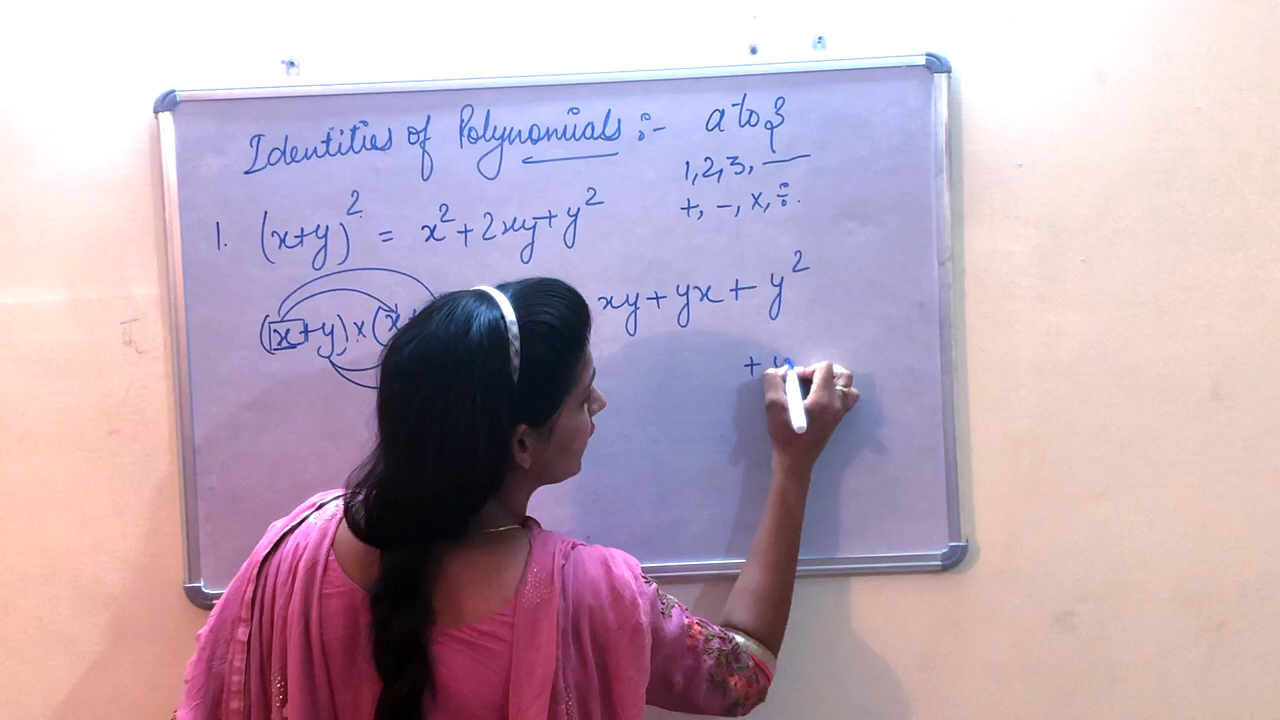 Identities of Polynomials :- a to z
1, 2, 3, —
+, -, x, ÷.
1. (x+y)² = x²+2xy+y²
(x+y)x(x xy+yx+y²
+ y